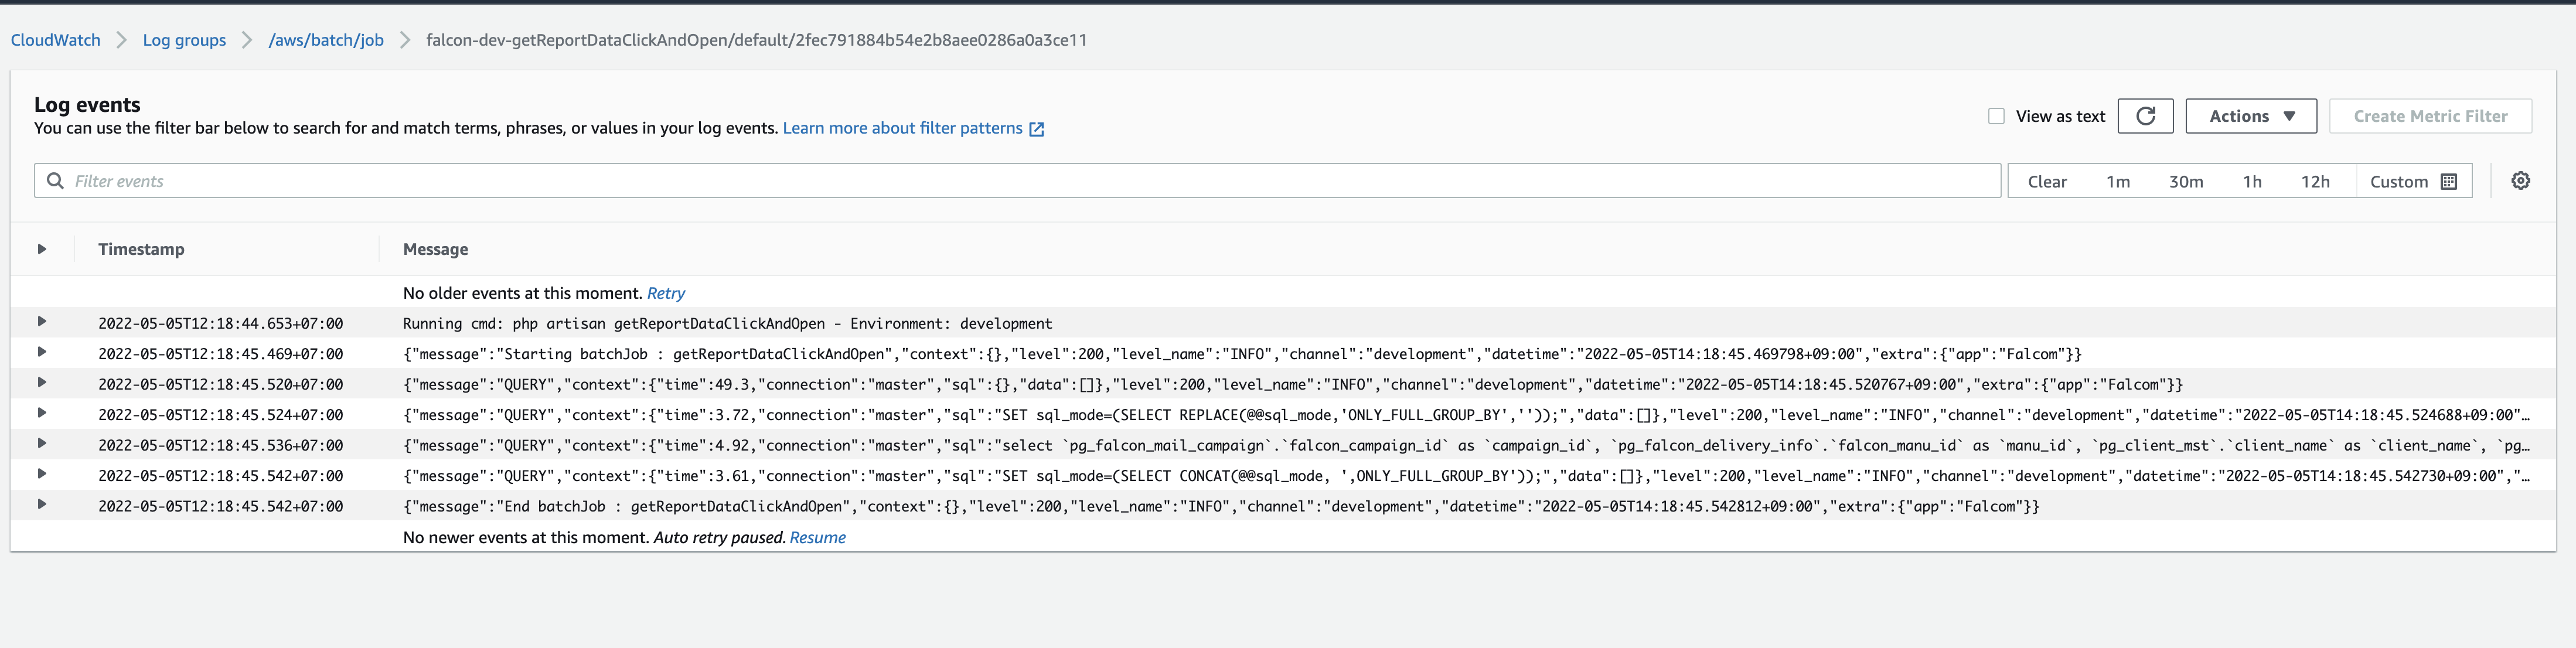 CloudWatch > Log groups > /aws/batch/job > falcon-dev-getReportDataClickAndOpen/default/2fec791884b54e2b8aee0286a0a3ce11
Log events
You can use the filter bar below to search for and match terms, phrases, or values in your log events. Learn more about filter patterns
View as text Actions Create Metric Filter
Filter events
Clear 1m 30m 1h 12h Custom
Timestamp Message
No older events at this moment. Retry
2022-05-05T12:18:44.653+07:00 Running cmd: php artisan getReportDataClickAndOpen - Environment: development
2022-05-05T12:18:45.469+07:00 {"message":"Starting batchJob : getReportDataClickAndOpen","context":{},"level":200,"level_name":"INFO","channel":"development","datetime":"2022-05-05T14:18:45.469798+09:00","extra":{"app":"Falcom"}}
2022-05-05T12:18:45.520+07:00 {"message":"QUERY","context":{"time":49.3,"connection":"master","sql":{},"data":[]},"level":200,"level_name":"INFO","channel":"development","datetime":"2022-05-05T14:18:45.520767+09:00","extra":{"app":"Falcom"}}
2022-05-05T12:18:45.524+07:00 {"message":"QUERY","context":{"time":3.72,"connection":"master","sql":"SET sql_mode=(SELECT REPLACE(@@sql_mode,'ONLY_FULL_GROUP_BY',''));","data":[]},"level":200,"level_name":"INFO","channel":"development","datetime":"2022-05-05T14:18:45.524688+09:00"…
2022-05-05T12:18:45.536+07:00 {"message":"QUERY","context":{"time":4.92,"connection":"master","sql":"select `pg_falcon_mail_campaign`.`falcon_campaign_id` as `campaign_id`, `pg_falcon_delivery_info`.`falcon_manu_id` as `manu_id`, `pg_client_mst`.`client_name` as `client_name`, `pg…
2022-05-05T12:18:45.542+07:00 {"message":"QUERY","context":{"time":3.61,"connection":"master","sql":"SET sql_mode=(SELECT CONCAT(@@sql_mode, ',ONLY_FULL_GROUP_BY'));","data":[]},"level":200,"level_name":"INFO","channel":"development","datetime":"2022-05-05T14:18:45.542730+09:00","…
2022-05-05T12:18:45.542+07:00 {"message":"End batchJob : getReportDataClickAndOpen","context":{},"level":200,"level_name":"INFO","channel":"development","datetime":"2022-05-05T14:18:45.542812+09:00","extra":{"app":"Falcom"}}
No newer events at this moment. Auto retry paused. Resume